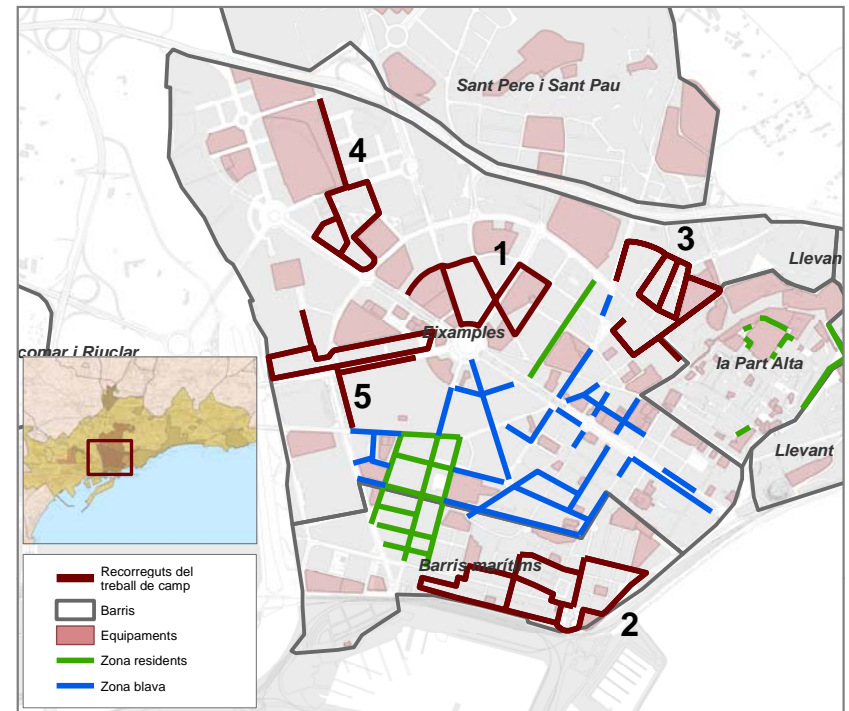 Sant Pere i Sant Pau
4
1
3
Llevan
Eixamples
comar i Riuclar
la Part Alta
5
Llevant
Barris marítims
2
Recorreguts del
treball de camp
Barris
Equipaments
Zona residents
Zona blava